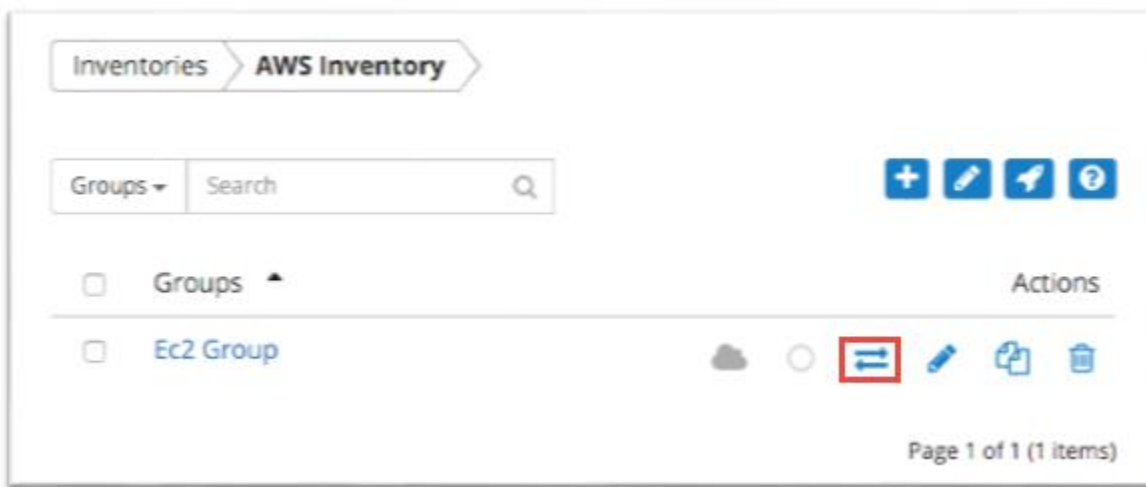 Inventories AWS Inventory
Groups Search
Groups Actions
Ec2 Group
Page 1 of 1 (1 items)